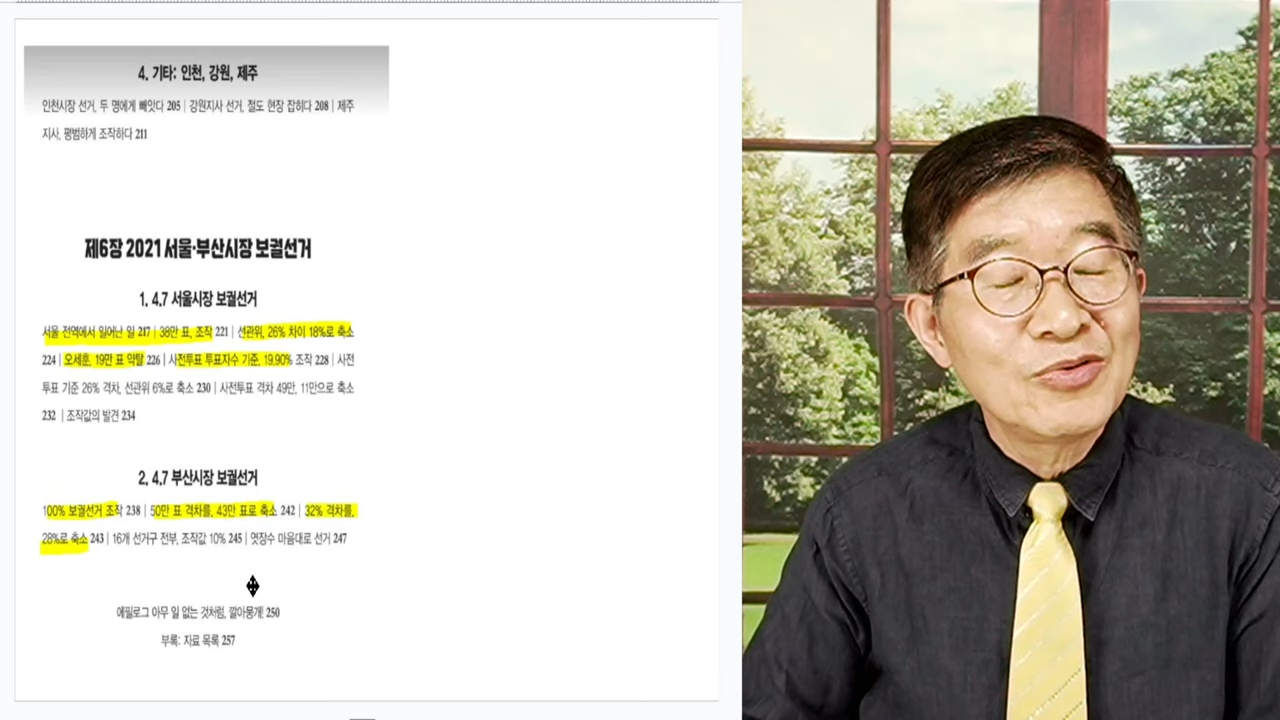 4. 기타: 인천, 강원, 제주
인천시장 선거, 두 명에게 빼앗다 205 | 강원지사 선거, 절도 현장 잡히다 208 | 제주
지사, 평범하게 조작하다 211
제6장 2021 서울·부산시장 보궐선거
1. 4.7 서울시장 보궐선거
서울 전역에서 일어난 일 217 | 38만 표, 조작 221 | 선관위, 26% 차이 18%로 축소
224 | 오세훈, 19만 표 약탈 226 | 사전투표 투표자수 기준, 19.90% 조작 228 | 사전
투표 기준 26% 격차, 선관위 6%로 축소 230 | 사전투표 격차 49만, 11만으로 축소
232 | 조작값의 발견 234
2. 4.7 부산시장 보궐선거
100% 보궐선거 조작 238 | 50만 표 격차를, 43만 표로 축소 242 | 32% 격차를,
28%로 축소 243 | 16개 선거구 전부, 조작값 10% 245 | 엿장수 마음대로 선거 247
에필로그 아무 일 없는 것처럼, 깔아뭉개! 250
부록: 자료 목록 257